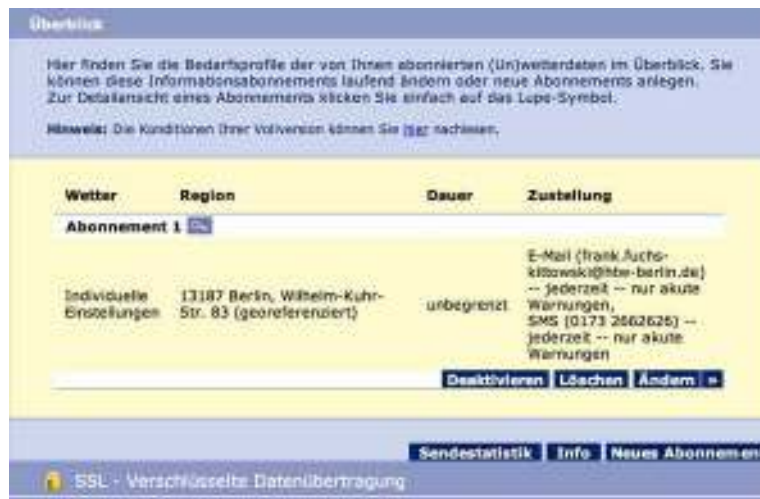 Überblick
Hier finden Sie die Bedarfsprofile der von Ihnen abonnierten (Un)wetterdaten im Überblick. Sie
können diese Informationsabonnements laufend ändern oder neue Abonnements anlegen.
Zur Detailansicht eines Abonnements klicken Sie einfach auf das Lupe-Symbol.
Hinweis: Die Konditionen Ihrer Vollversion können Sie hier nachlesen.
Wetter Region Dauer Zustellung
Abonnement 1
Individuelle
Einstellungen
13187 Berlin, Wilhelm-Kuhr-
Str. 83 (georeferenziert)
unbegrenzt
E-Mail (frank.fuchs-
kittowski@htw-berlin.de)
-- jederzeit -- nur akute
Warnungen,
SMS (0173 2662626) --
jederzeit -- nur akute
Warnungen
Deaktivieren Löschen Ändern »
Sendestatistik Info Neues Abonnemen
SSL - Verschlüsselte Datenübertragung